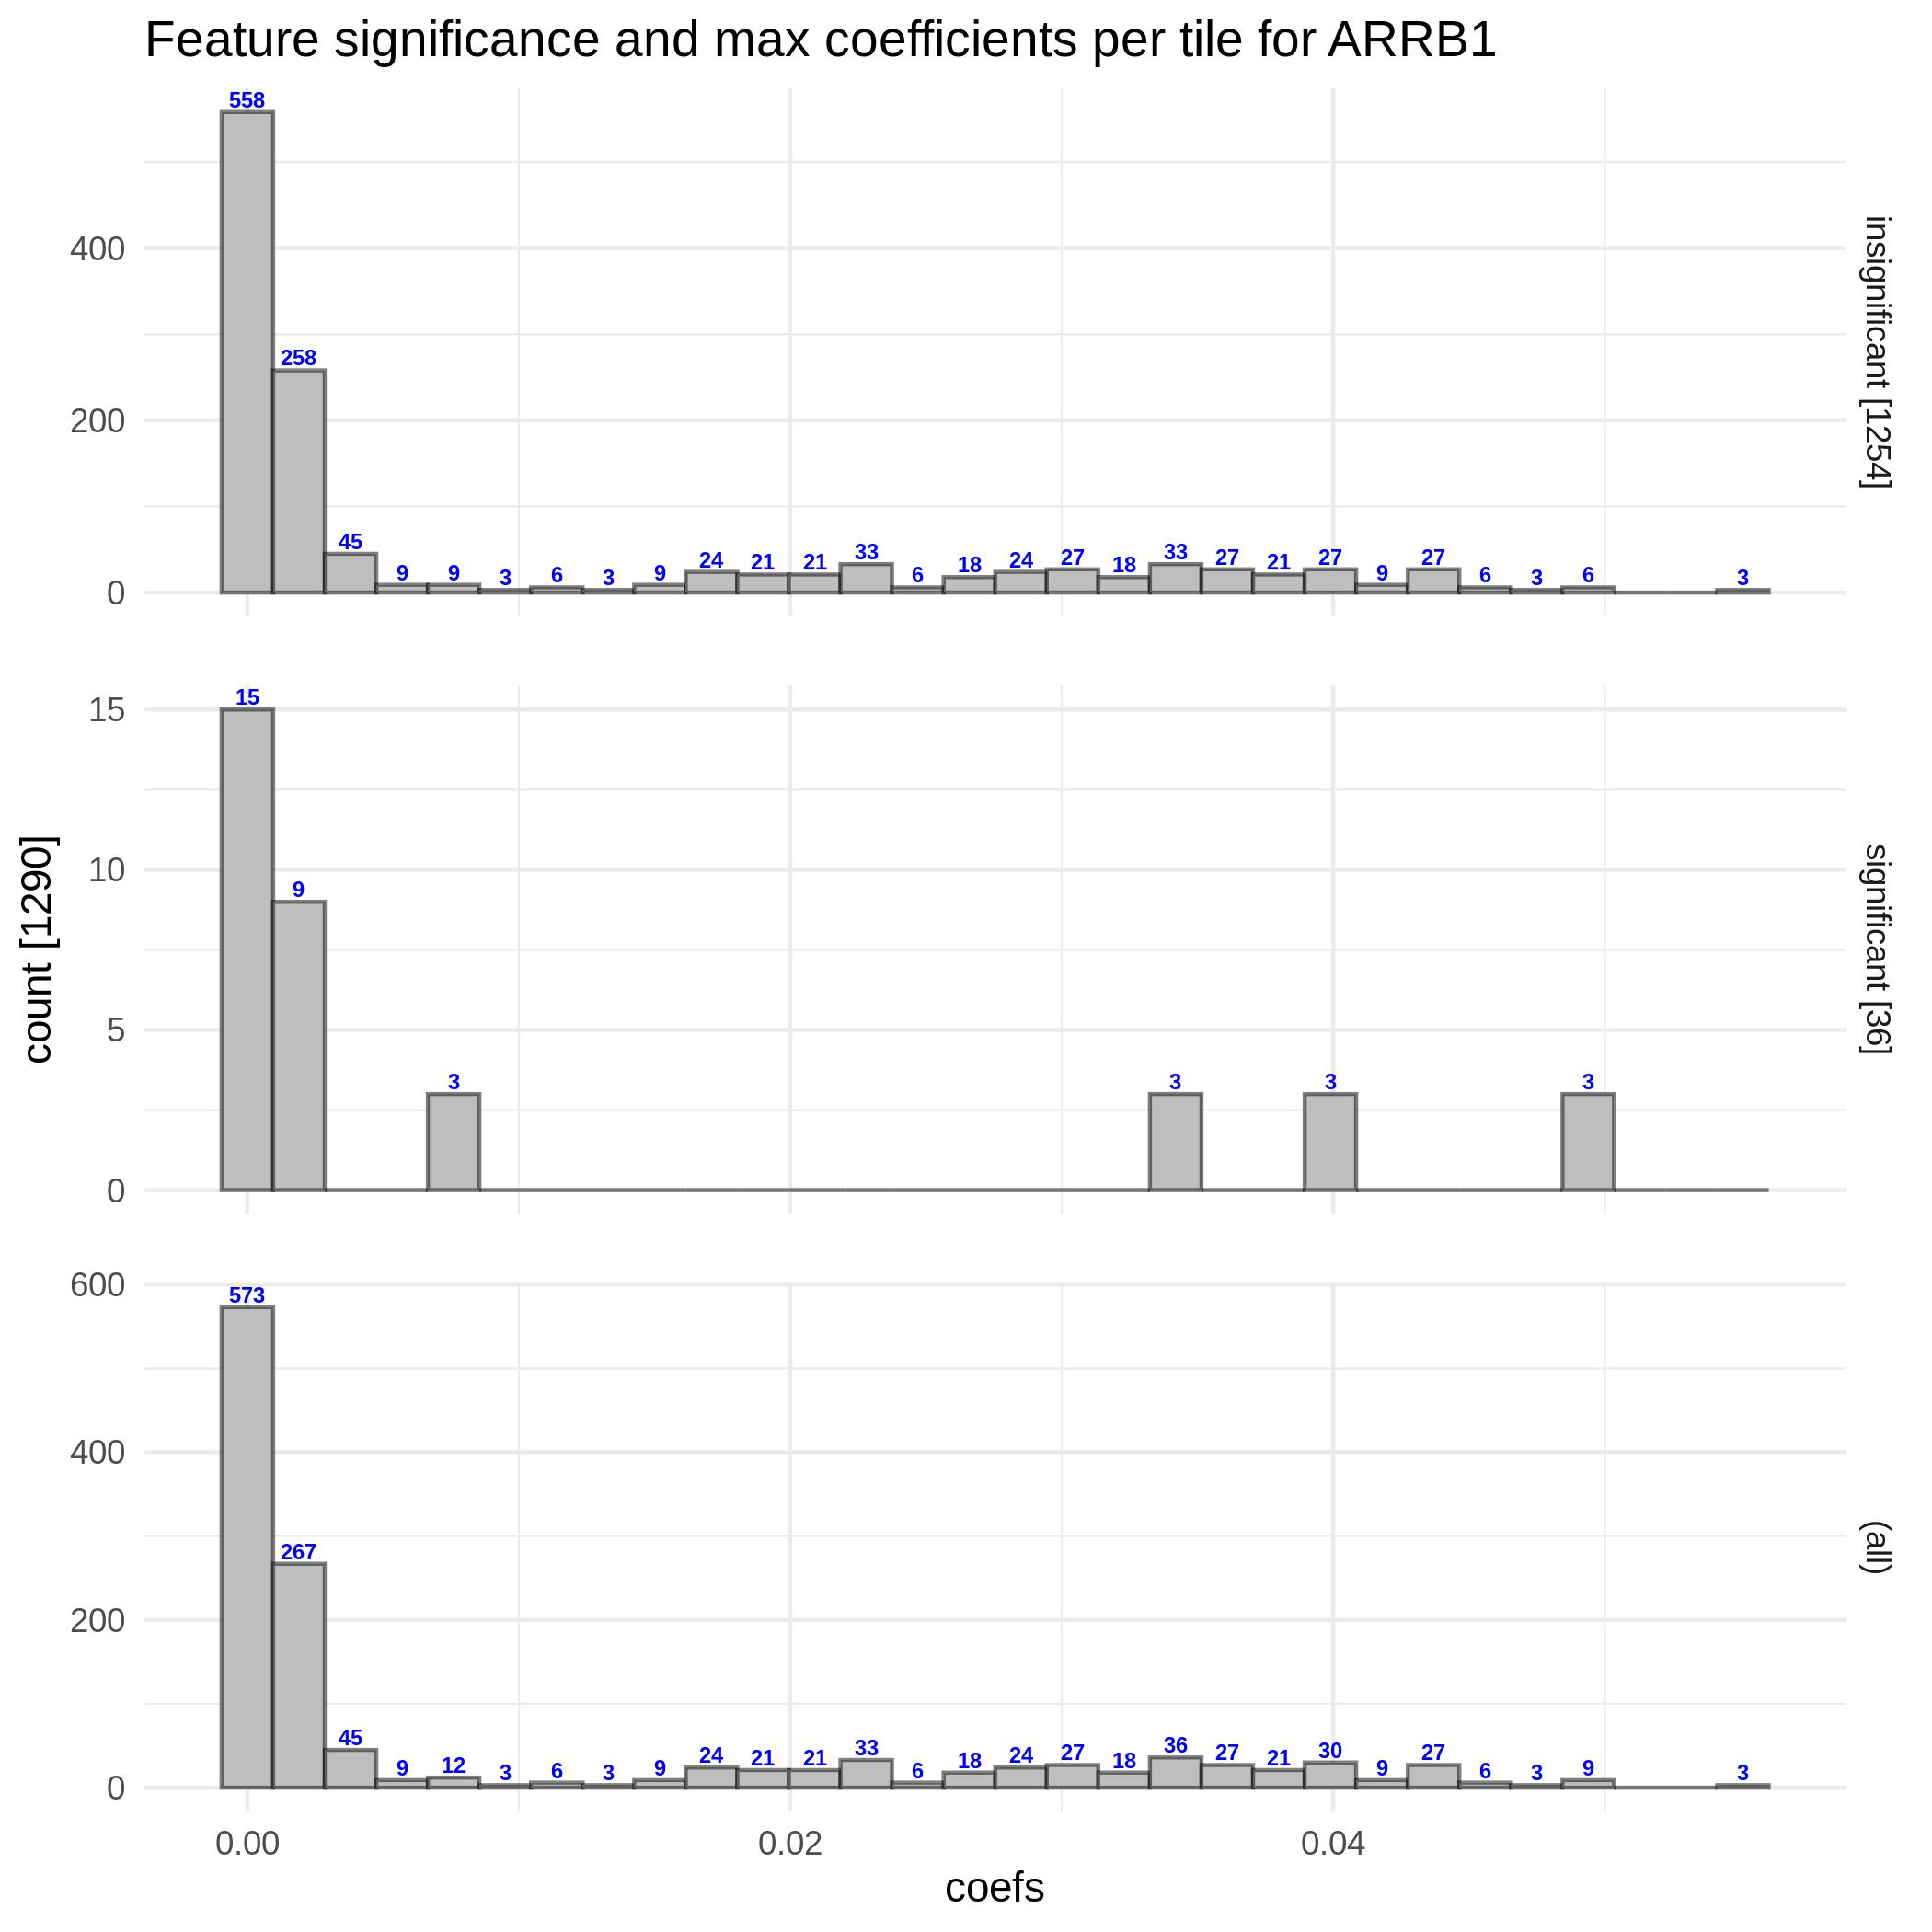 Feature significance and max coefficients per tile for ARRB1
558
258
45 9 9 3 6 3 9 24 21 21 33 6 18 24 27 18 33 27 21 27 9 27 6 3 6 3
400
200
0
insignificant [1254]
15
9
3 3 3 3
15
10
5
0
significant [36]
count [1290]
573
267
45 9 12 3 6 3 9 24 21 21 33 6 18 24 27 18 36 27 21 30 9 27 6 3 9 3
600
400
200
0
(all)
0.00 0.02 0.04
coefs